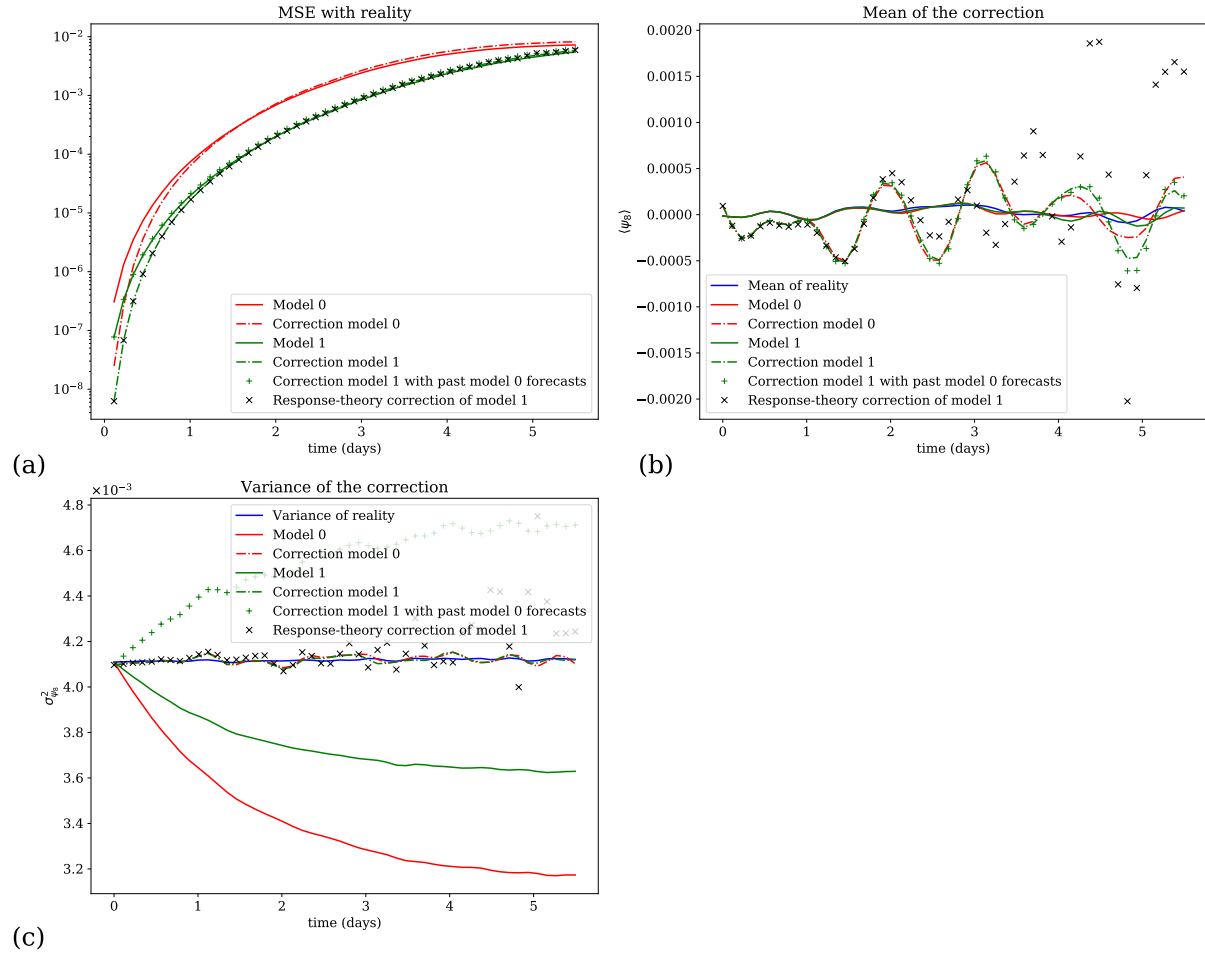 MSE with reality
10⁻²
10⁻³
10⁻⁴
10⁻⁵
10⁻⁶
10⁻⁷
10⁻⁸
0 1 2 3 4 5
time (days)
Model 0
Correction model 0
Model 1
Correction model 1
Correction model 1 with past model 0 forecasts
Response-theory correction of model 1
(a)
Mean of the correction
0.0020
0.0015
0.0010
0.0005
0.0000
−0.0005
−0.0010
−0.0015
−0.0020
⟨ψ₈⟩
0 1 2 3 4 5
time (days)
Mean of reality
Model 0
Correction model 0
Model 1
Correction model 1
Correction model 1 with past model 0 forecasts
Response-theory correction of model 1
(b)
Variance of the correction
×10⁻³
4.8
4.6
4.4
4.2
4.0
3.8
3.6
3.4
3.2
σ²ψ₈
0 1 2 3 4 5
time (days)
Variance of reality
Model 0
Correction model 0
Model 1
Correction model 1
Correction model 1 with past model 0 forecasts
Response-theory correction of model 1
(c)